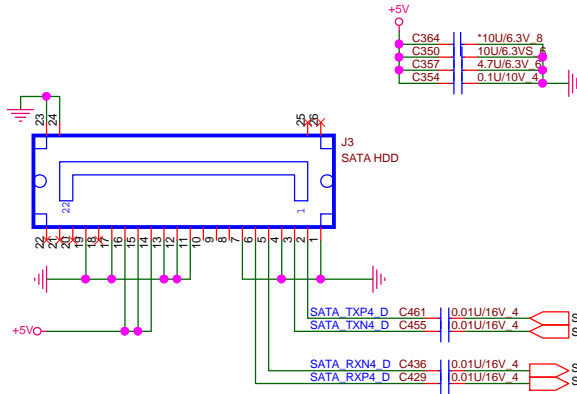 +5V
C364 *10U/6.3V_8
C350 10U/6.3VS_6
C357 4.7U/6.3V_6
C354 0.1U/10V_4
23 24 25 26
J3
SATA HDD
22 1
22 21 20 19 18 17 16 15 14 13 12 11 10 9 8 7 6 5 4 3 2 1
SATA_TXP4_D C461 0.01U/16V_4 S
SATA_TXN4_D C455 0.01U/16V_4 S
+5V
SATA_RXN4_D C436 0.01U/16V_4 S
SATA_RXP4_D C429 0.01U/16V_4 S